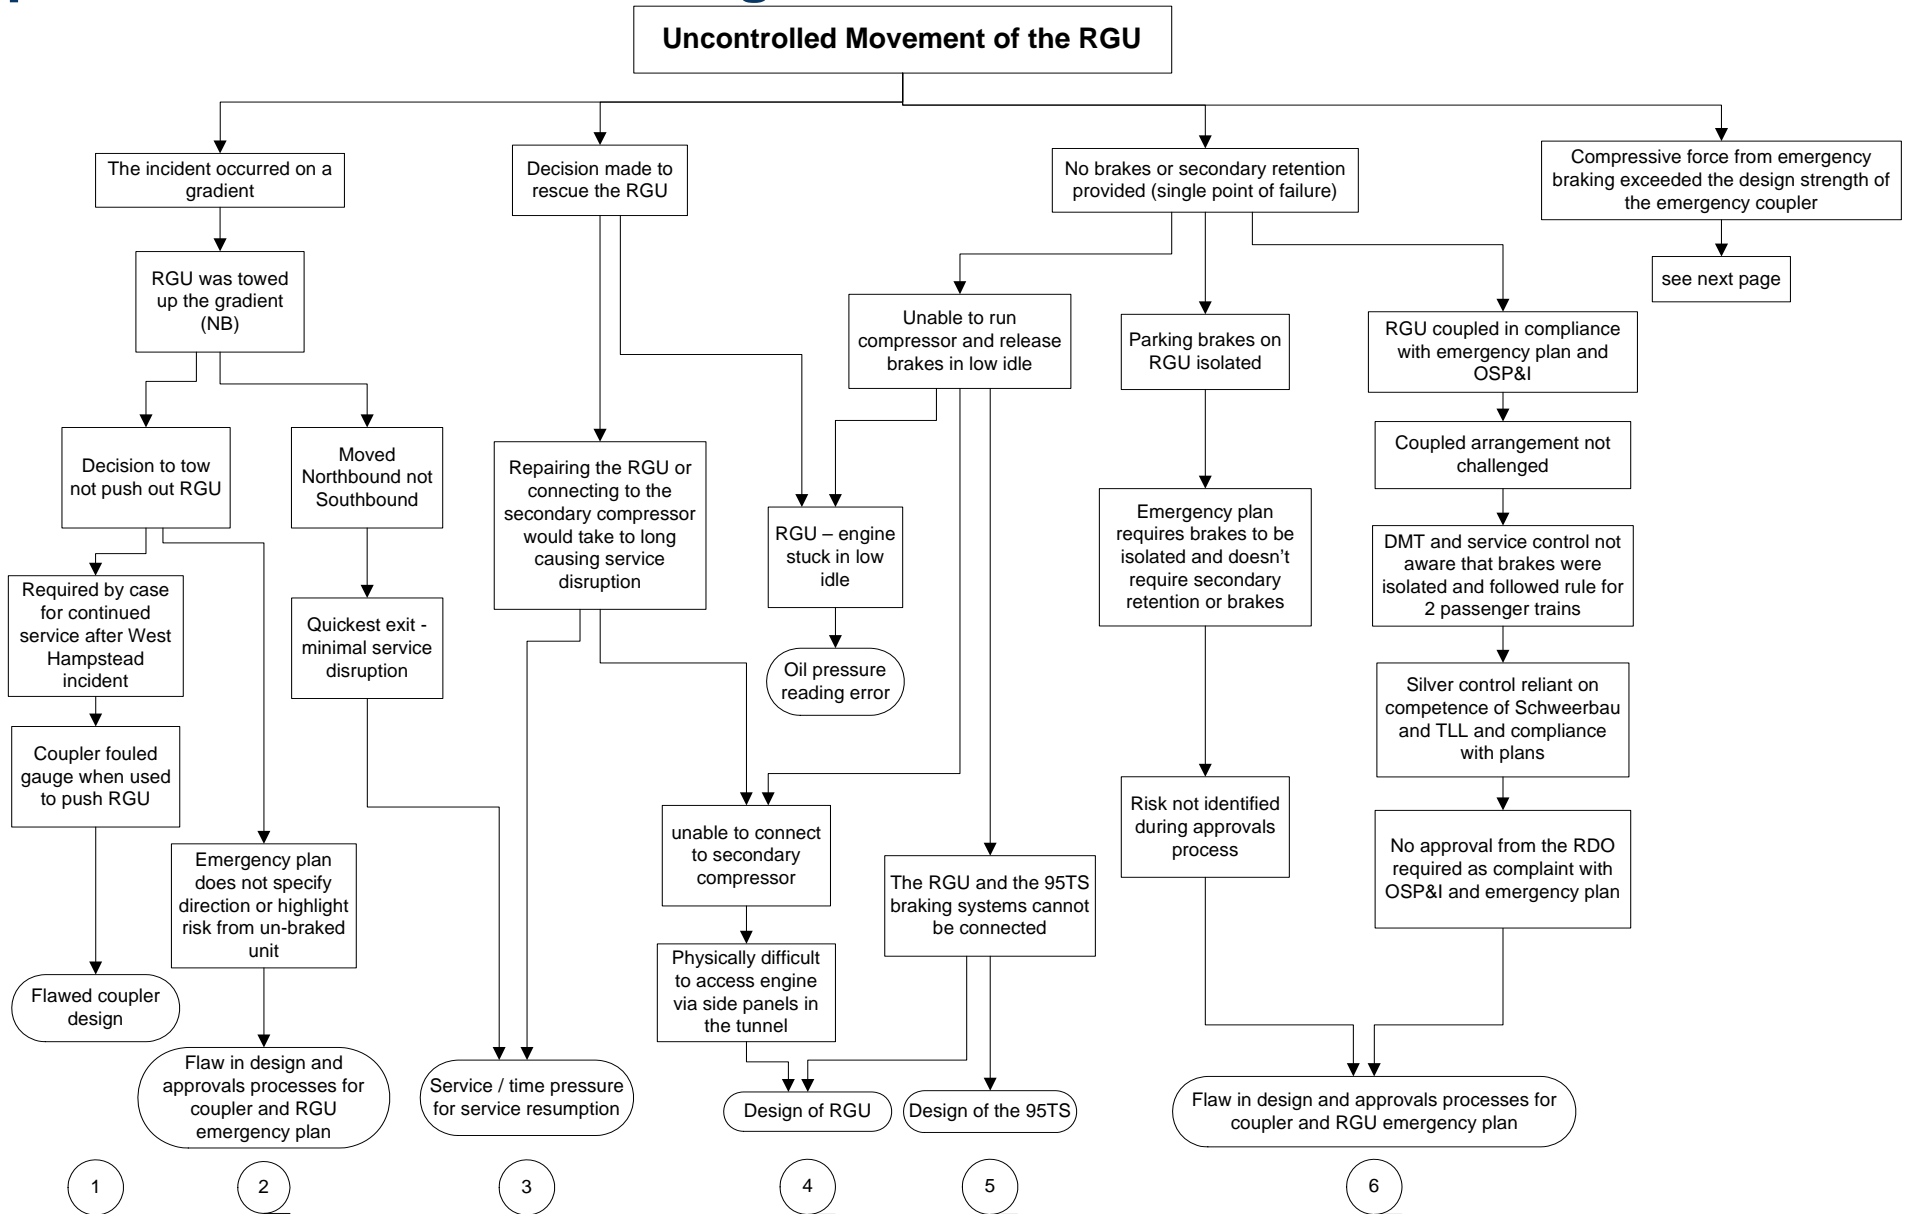 Uncontrolled Movement of the RGU
The incident occurred on a
gradient
Decision made to
rescue the RGU
No brakes or secondary retention
provided (single point of failure)
Compressive force from emergency
braking exceeded the design strength of
the emergency coupler
see next page
RGU was towed
up the gradient
(NB)
Decision to tow
not push out RGU
Moved
Northbound not
Southbound
Required by case
for continued
service after West
Hampstead
incident
Coupler fouled
gauge when used
to push RGU
Flawed coupler
design
Emergency plan
does not specify
direction or highlight
risk from un-braked
unit
Flaw in design and
approvals processes for
coupler and RGU
emergency plan
Quickest exit -
minimal service
disruption
Repairing the RGU or
connecting to the
secondary compressor
would take to long
causing service
disruption
Service / time pressure
for service resumption
Unable to run
compressor and release
brakes in low idle
RGU – engine
stuck in low
idle
Oil pressure
reading error
unable to connect
to secondary
compressor
Physically difficult
to access engine
via side panels in
the tunnel
Design of RGU
The RGU and the 95TS
braking systems cannot
be connected
Design of the 95TS
Parking brakes on
RGU isolated
Emergency plan
requires brakes to be
isolated and doesn’t
require secondary
retention or brakes
Risk not identified
during approvals
process
RGU coupled in compliance
with emergency plan and
OSP&I
Coupled arrangement not
challenged
DMT and service control not
aware that brakes were
isolated and followed rule for
2 passenger trains
Silver control reliant on
competence of Schweerbau
and TLL and compliance
with plans
No approval from the RDO
required as complaint with
OSP&I and emergency plan
Flaw in design and approvals processes for
coupler and RGU emergency plan
1
2
3
4
5
6